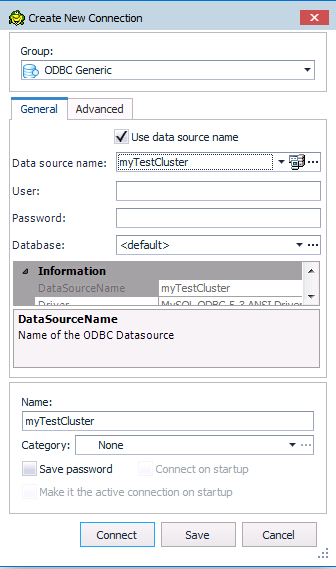 Create New Connection
Group:
ODBC Generic
General Advanced
Use data source name
Data source name: myTestCluster
User:
Password:
Database: <default>
Information
DataSourceName myTestCluster
Driver MySQL ODBC 5.3 ANSI Driver
DataSourceName
Name of the ODBC Datasource
Name:
myTestCluster
Category: None
Save password Connect on startup
Make it the active connection on startup
Connect Save Cancel